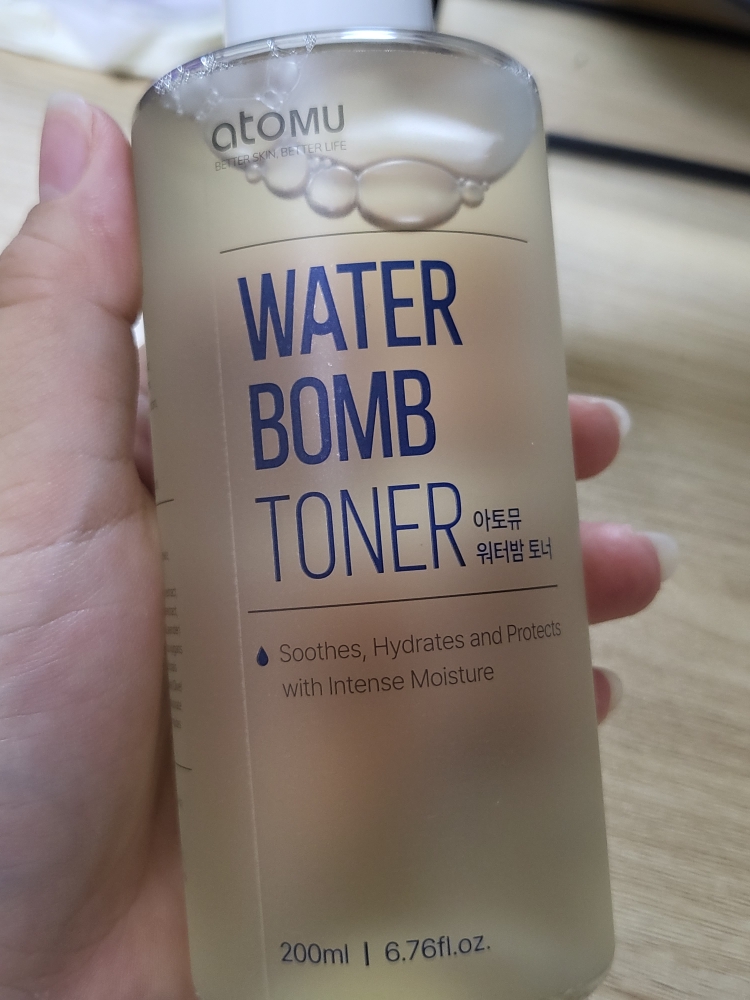 atoMU
BETTER SKIN, BETTER LIFE
WATER
BOMB
TONER
아토뮤
워터밤 토너
Soothes, Hydrates and Protects
with Intense Moisture
200ml | 6.76fl.oz.